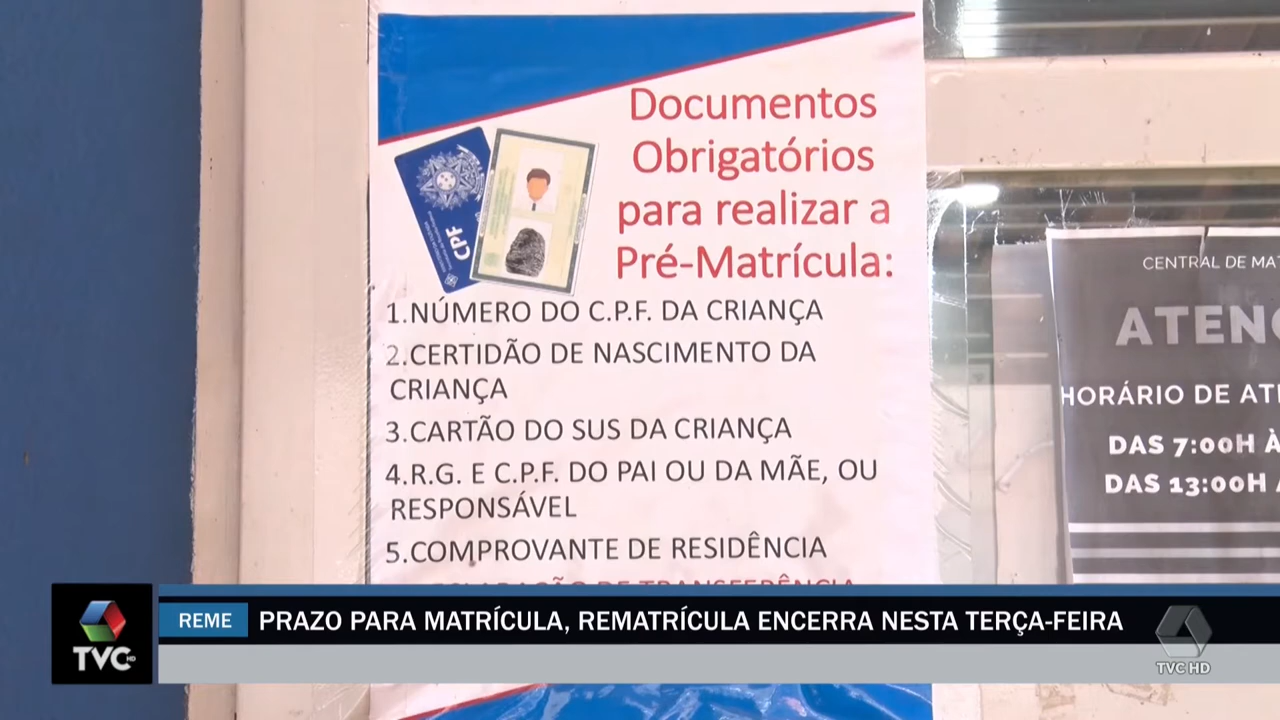 Documentos
Obrigatórios
para realizar a
Pré-Matrícula:
CPF
1.NÚMERO DO C.P.F. DA CRIANÇA
2.CERTIDÃO DE NASCIMENTO DA
CRIANÇA
3.CARTÃO DO SUS DA CRIANÇA
4.R.G. E C.P.F. DO PAI OU DA MÃE, OU
RESPONSÁVEL
5.COMPROVANTE DE RESIDÊNCIA
DE TRANSFERÊNCIA
CENTRAL DE
HORÁRIO DE
DAS 7:00H À
DAS 13:00H
REME
PRAZO PARA MATRÍCULA, REMATRÍCULA ENCERRA NESTA TERÇA-FEIRA
TVC HD
TVC HD